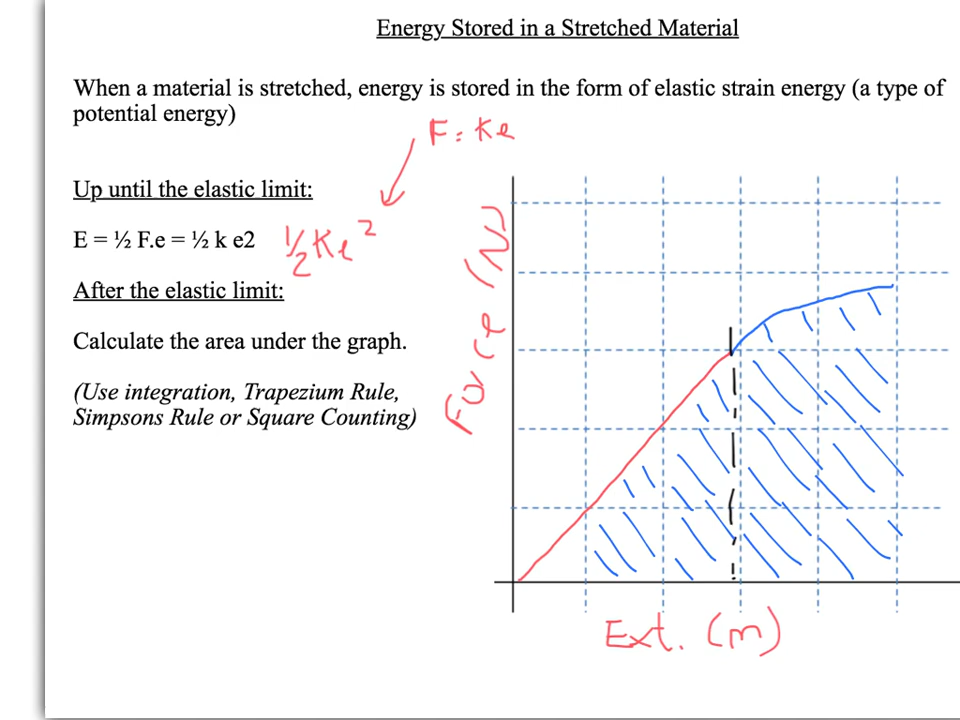 Energy Stored in a Stretched Material
When a material is stretched, energy is stored in the form of elastic strain energy (a type of
potential energy)
F = Ke
Up until the elastic limit:
E = ½ F.e = ½ k e2 ½Ke²
After the elastic limit:
Calculate the area under the graph.
(Use integration, Trapezium Rule,
Simpsons Rule or Square Counting)
Force (N)
Ext. (m)